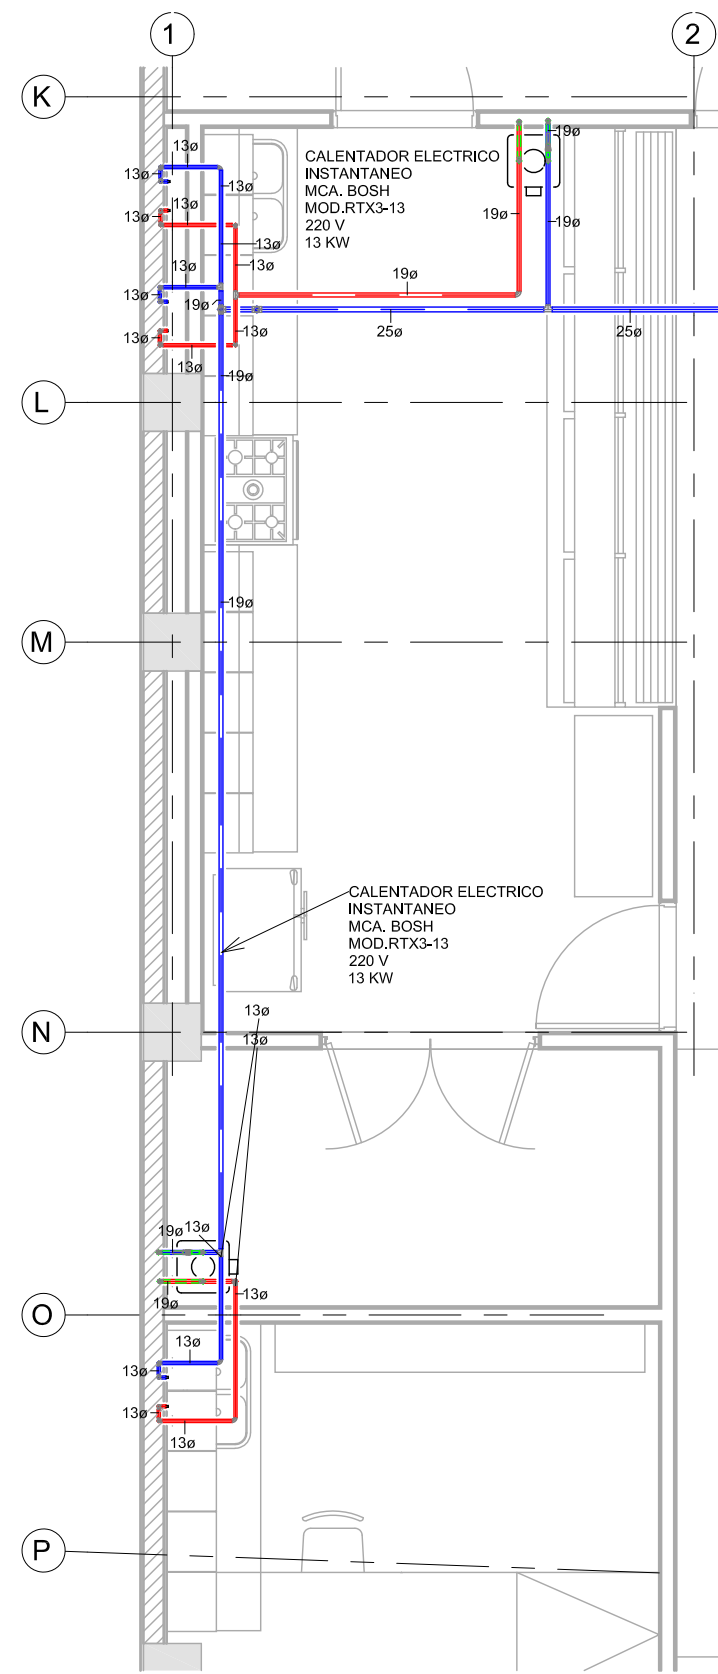 1
2
K
13ø
19ø
CALENTADOR ELECTRICO
INSTANTANEO
MCA. BOSH
MOD.RTX3-13
220 V
13 KW
13ø
13ø
13ø
13ø
19ø
19ø
13ø
13ø
13ø
19ø
13ø
19ø
13ø
13ø
25ø
25ø
13ø
19ø
L
19ø
M
CALENTADOR ELECTRICO
INSTANTANEO
MCA. BOSH
MOD.RTX3-13
220 V
13 KW
13ø
N
13ø
19ø
13ø
13ø
19ø
O
13ø
13ø
13ø
13ø
P